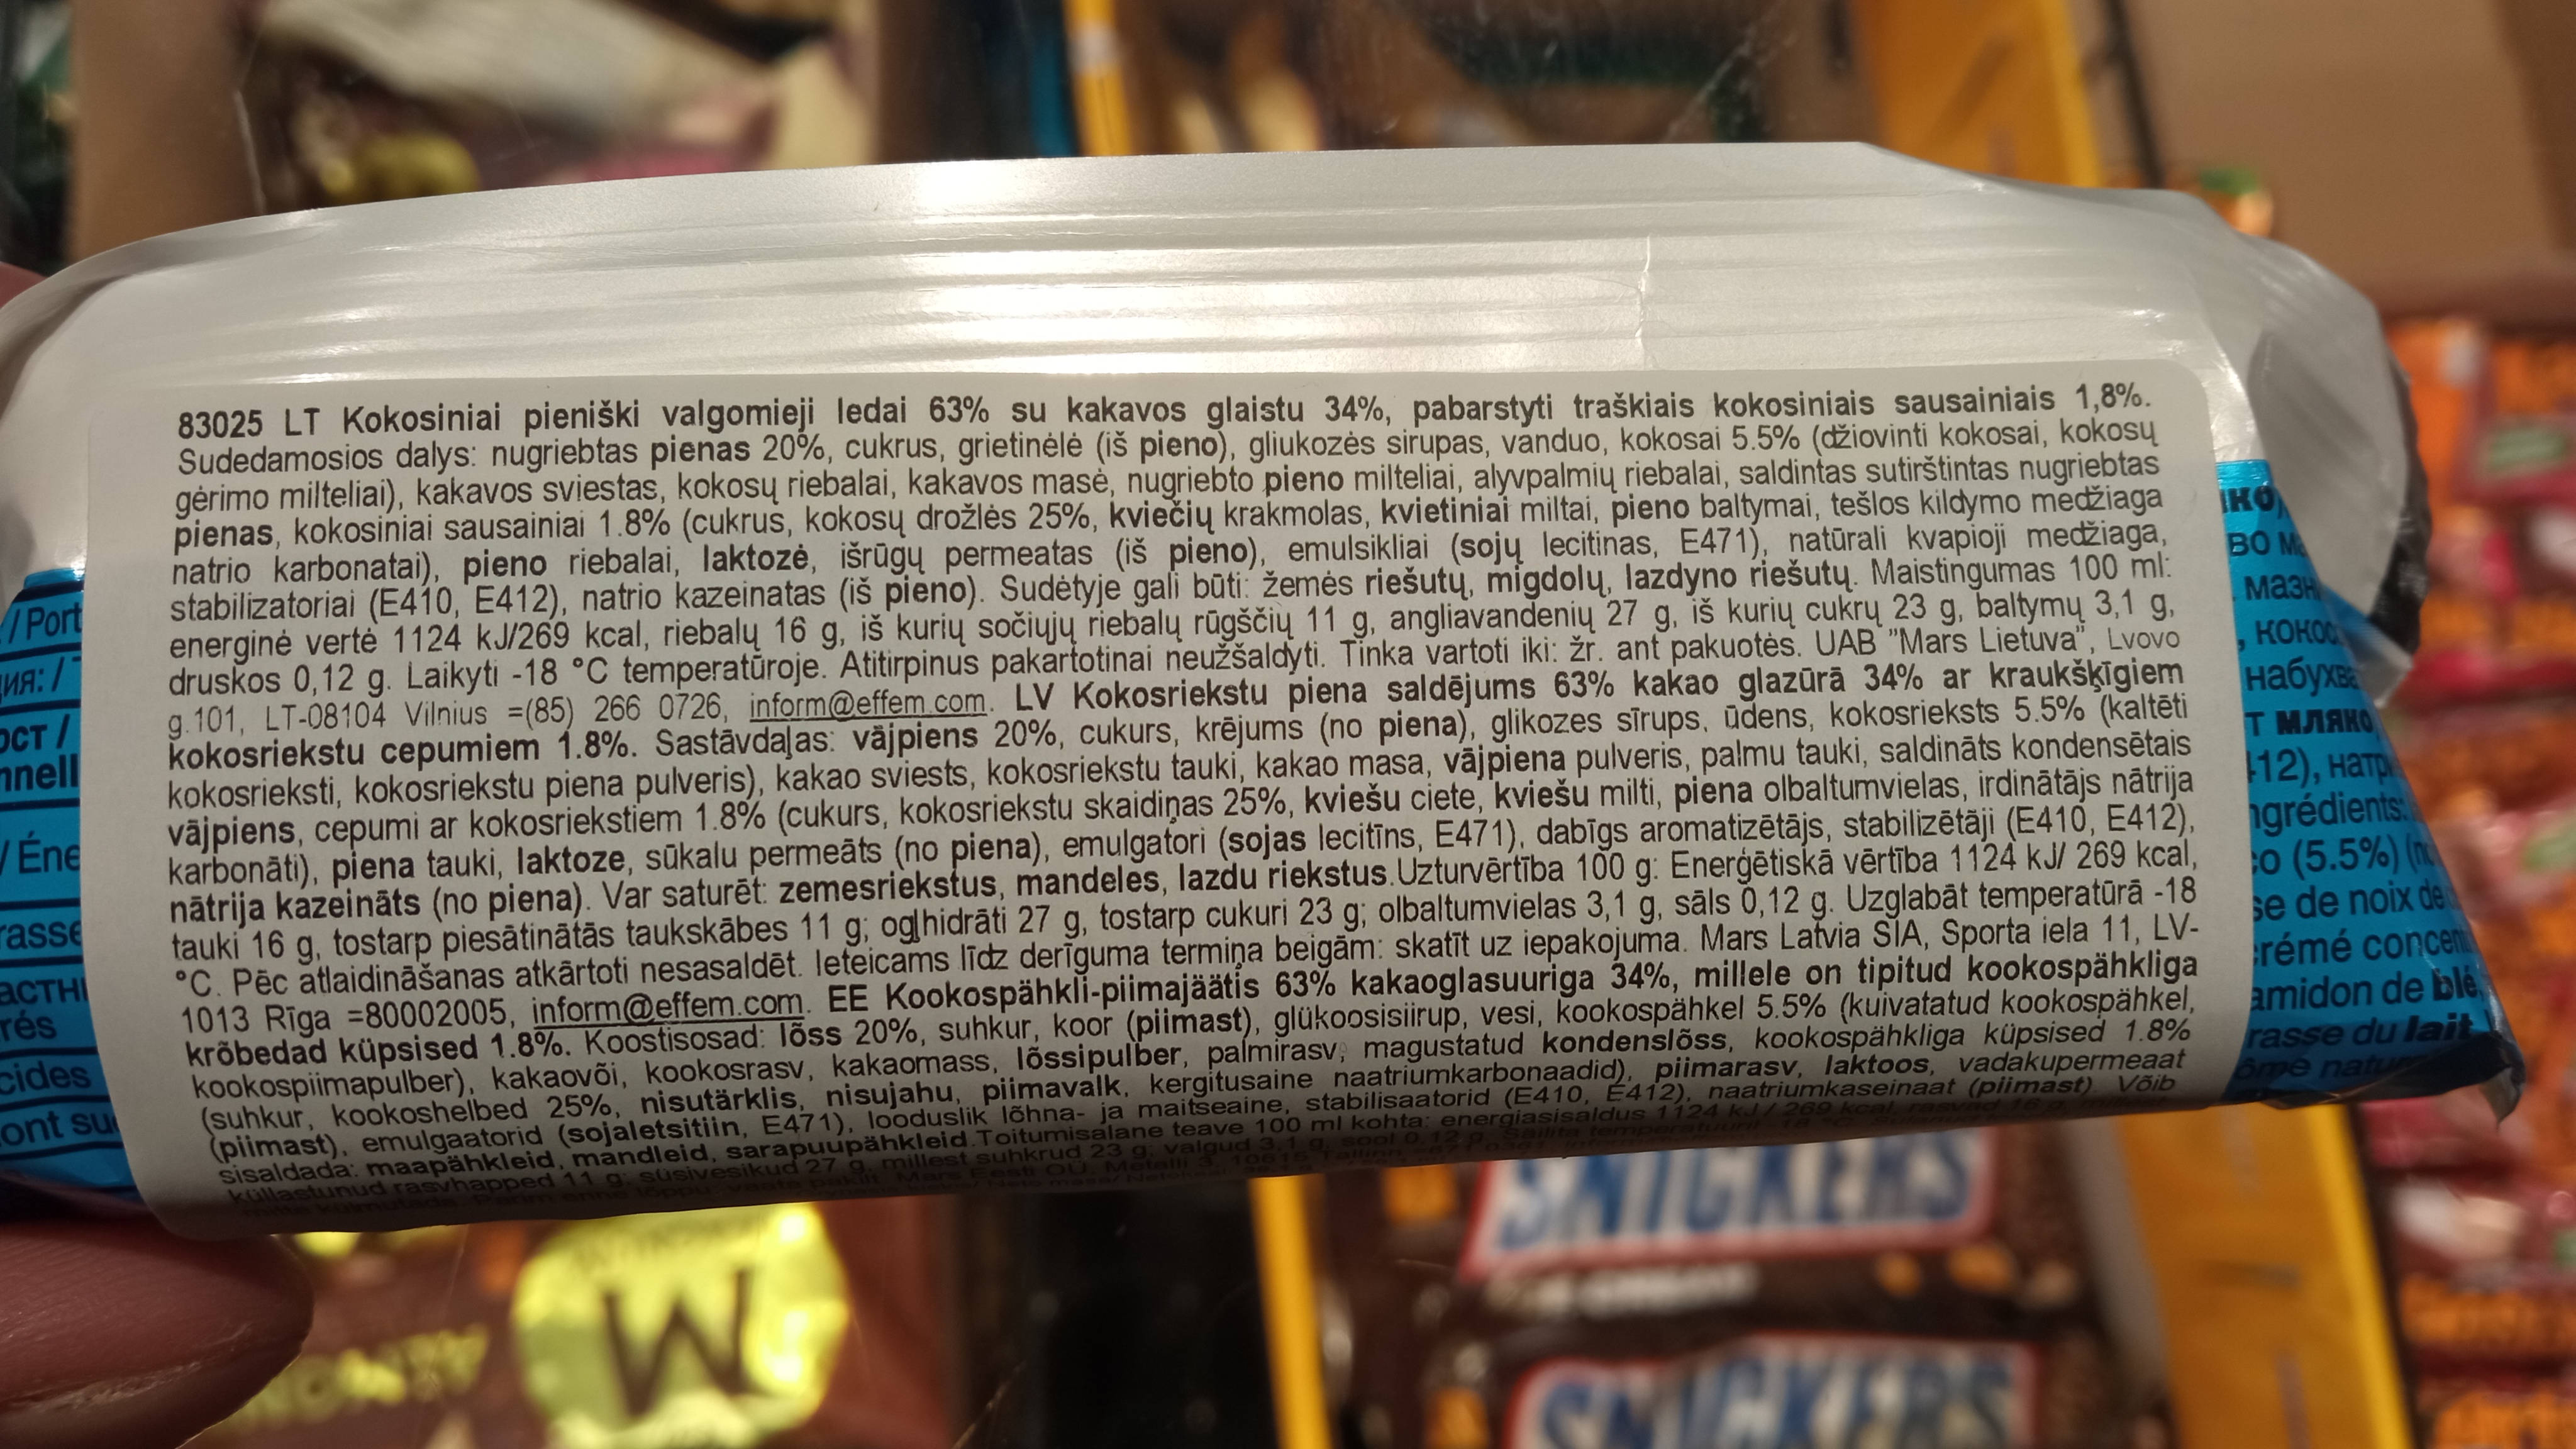 83025 LT Kokosiniai pieniški valgomieji ledai 63% su kakavos glaistu 34%, pabarstyti traškiais kokosiniais sausainiais 1,8%.
Sudedamosios dalys: nugriebtas pienas 20%, cukrus, grietinėlė (iš pieno), gliukozės sirupas, vanduo, kokosai 5.5% (džiovinti kokosai, kokosų
gėrimo milteliai), kakavos sviestas, kokosų riebalai, kakavos masė, nugriebto pieno milteliai, alyvpalmių riebalai, saldintas sutirštintas nugriebtas
pienas, kokosiniai sausainiai 1.8% (cukrus, kokosų drožlės 25%, kviečių krakmolas, kvietiniai miltai, pieno baltymai, tešlos kildymo medžiaga
natrio karbonatai), pieno riebalai, laktozė, išrūgų permeatas (iš pieno), emulsikliai (sojų lecitinas, E471), natūrali kvapioji medžiaga,
stabilizatoriai (E410, E412), natrio kazeinatas (iš pieno). Sudėtyje gali būti: žemės riešutų, migdolų, lazdyno riešutų. Maistingumas 100 ml:
energinė vertė 1124 kJ/269 kcal, riebalų 16 g, iš kurių sočiųjų riebalų rūgščių 11 g, angliavandenių 27 g, iš kurių cukrų 23 g, baltymų 3,1 g,
druskos 0,12 g. Laikyti -18 °C temperatūroje. Atitirpinus pakartotinai neužšaldyti. Tinka vartoti iki: žr. ant pakuotės. UAB "Mars Lietuva", Lvovo
g.101, LT-08104 Vilnius =(85) 266 0726, inform@effem.com. LV Kokosriekstu piena saldējums 63% kakao glazūrā 34% ar kraukšķīgiem
kokosriekstu cepumiem 1.8%. Sastāvdaļas: vājpiens 20%, cukurs, krējums (no piena), glikozes sīrups, ūdens, kokosrieksts 5.5% (kaltēti
kokosrieksti, kokosriekstu piena pulveris), kakao sviests, kokosriekstu tauki, kakao masa, vājpiena pulveris, palmu tauki, saldināts kondensētais
vājpiens, cepumi ar kokosriekstiem 1.8% (cukurs, kokosriekstu skaidiņas 25%, kviešu ciete, kviešu milti, piena olbaltumvielas, irdinātājs nātrija
karbonāti), piena tauki, laktoze, sūkalu permeāts (no piena), emulgatori (sojas lecitīns, E471), dabīgs aromatizētājs, stabilizētāji (E410, E412),
nātrija kazeināts (no piena). Var saturēt: zemesriekstus, mandeles, lazdu riekstus.Uzturvērtība 100 g: Enerģētiskā vērtība 1124 kJ/ 269 kcal,
tauki 16 g, tostarp piesātinātās taukskābes 11 g; ogļhidrāti 27 g, tostarp cukuri 23 g; olbaltumvielas 3,1 g, sāls 0,12 g. Uzglabāt temperatūrā -18
°C. Pēc atlaidināšanas atkārtoti nesasaldēt. Ieteicams līdz derīguma termiņa beigām: skatīt uz iepakojuma. Mars Latvia SIA, Sporta iela 11, LV-
1013 Rīga =80002005, inform@effem.com. EE Kookospähkli-piimajäätis 63% kakaoglasuuriga 34%, millele on tipitud kookospähkliga
krõbedad küpsised 1.8%. Koostisosad: lõss 20%, suhkur, koor (piimast), glükoosisiirup, vesi, kookospähkel 5.5% (kuivatatud kookospähkel,
kookospiimapulber), kakaovõi, kookosrasv, kakaomass, lõssipulber, palmirasv, magustatud kondenslõss, kookospähkliga küpsised 1.8%
(suhkur, kookoshelbed 25%, nisutärklis, nisujahu, piimavalk, kergitusaine naatriumkarbonaadid), piimarasv, laktoos, vadakupermeaat
(piimast), emulgaatorid (sojaletsitiin, E471), looduslik lõhna- ja maitseaine, stabilisaatorid (E410, E412), naatriumkaseinaat (piimast). Võib
sisaldada: maapähkleid, mandleid, sarapuupähkleid.Toitumisalane teave 100 ml kohta: energiasisaldus 1124 kJ / 269 kcal, rasvad 16 g
küllastunud rasvhapped 11 g; süsivesikud 27 g, millest suhkrud 23 g; valgud 3,1 g, sool 0,12 g. Säilita temperatuuril -18 °C.
Mars Eesti OÜ, Metalli 3, 10615 Tallinn
/ Port
/ Éne
rés
cides
ont su
мазн
, кокос
набухв
т мляко
412), натр
ngrédients:
co (5.5%)
se de noix de
crémé concen
amidon de blé,
rasse du lait
ôme natur
SNICKERS
SNICKERS
M